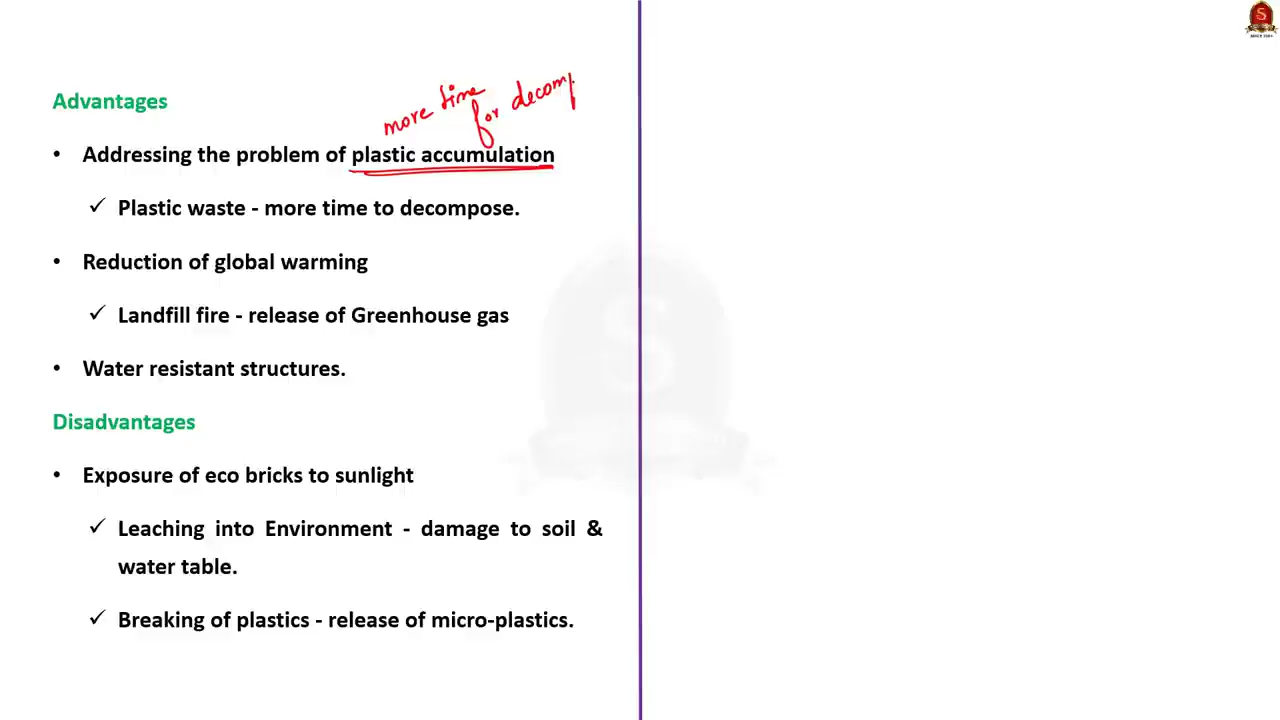 Advantages
more time for decomp
• Addressing the problem of plastic accumulation
✓ Plastic waste - more time to decompose.
• Reduction of global warming
✓ Landfill fire - release of Greenhouse gas
• Water resistant structures.
Disadvantages
• Exposure of eco bricks to sunlight
✓ Leaching into Environment - damage to soil &
water table.
✓ Breaking of plastics - release of micro-plastics.
S
S